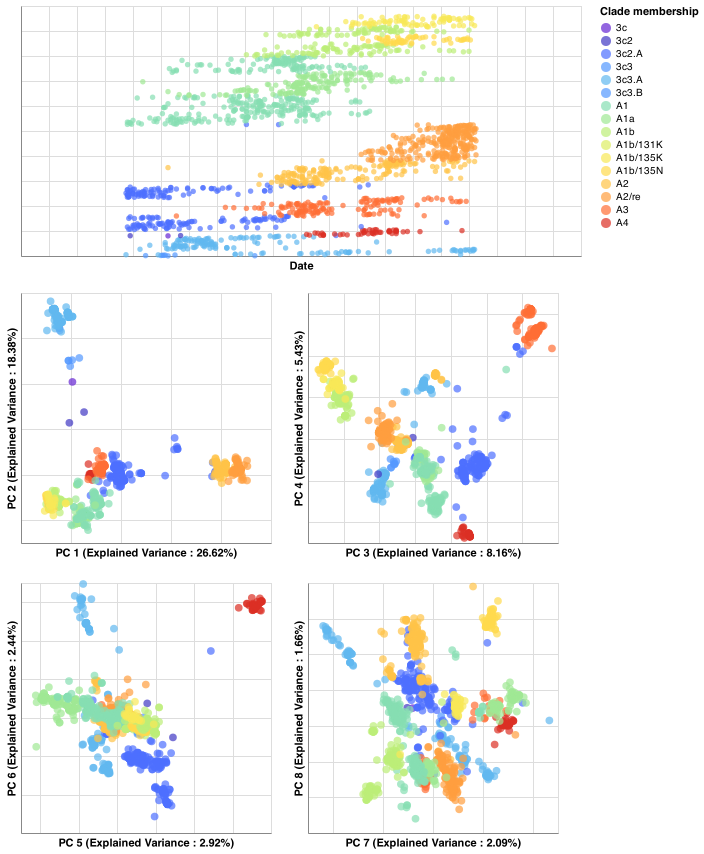 Clade membership
3c
3c2
3c2.A
3c3
3c3.A
3c3.B
A1
A1a
A1b
A1b/131K
A1b/135K
A1b/135N
A2
A2/re
A3
A4
Date
PC 2 (Explained Variance : 18.38%)
PC 1 (Explained Variance : 26.62%)
PC 4 (Explained Variance : 5.43%)
PC 3 (Explained Variance : 8.16%)
PC 6 (Explained Variance : 2.44%)
PC 5 (Explained Variance : 2.92%)
PC 8 (Explained Variance : 1.66%)
PC 7 (Explained Variance : 2.09%)